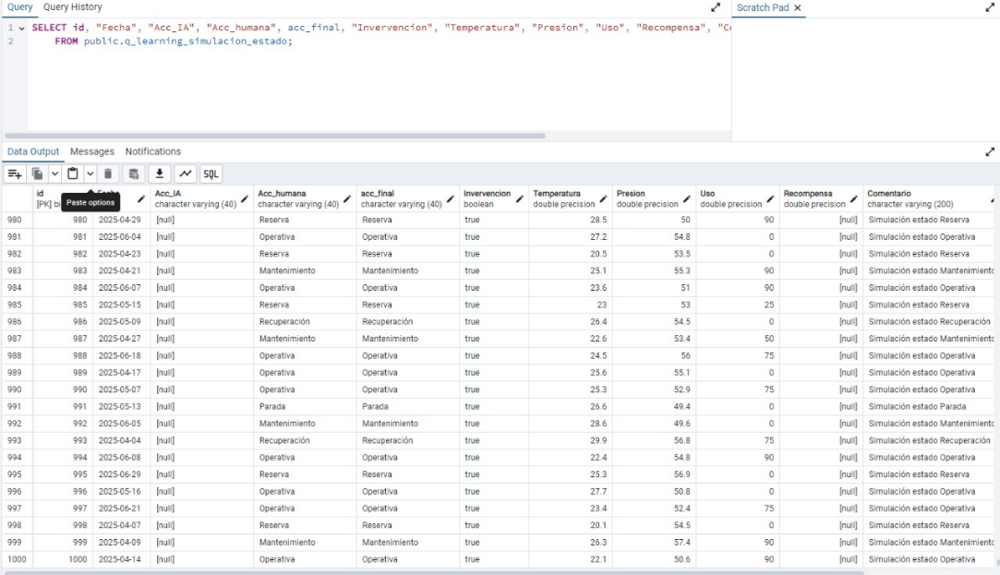 Query Query History
Scratch Pad
1 SELECT id, "Fecha", "Acc_IA", "Acc_humana", acc_final, "Invervencion", "Temperatura", "Presion", "Uso", "Recompensa", "Co
2 FROM public.q_learning_simulacion_estado;
Data Output Messages Notifications
SQL
id Acc_IA Acc_humana acc_final Invervencion Temperatura Presion Uso Recompensa Comentario
[PK] bi character varying (40) character varying (40) character varying (40) boolean double precision double precision double precision double precision character varying (200)
Paste options
980 980 2025-04-29 [null] Reserva Reserva true 28.5 50 90 [null] Simulación estado Reserva
981 981 2025-06-04 [null] Operativa Operativa true 27.2 54.8 0 [null] Simulación estado Operativa
982 982 2025-04-23 [null] Reserva Reserva true 20.5 53.5 0 [null] Simulación estado Reserva
983 983 2025-04-21 [null] Mantenimiento Mantenimiento true 25.1 55.3 90 [null] Simulación estado Mantenimiento
984 984 2025-06-07 [null] Operativa Operativa true 23.6 51 90 [null] Simulación estado Operativa
985 985 2025-05-15 [null] Reserva Reserva true 23 53 25 [null] Simulación estado Reserva
986 986 2025-05-09 [null] Recuperación Recuperación true 26.4 54.5 0 [null] Simulación estado Recuperación
987 987 2025-04-27 [null] Mantenimiento Mantenimiento true 22.6 53.4 50 [null] Simulación estado Mantenimiento
988 988 2025-06-18 [null] Operativa Operativa true 24.5 56 75 [null] Simulación estado Operativa
989 989 2025-04-17 [null] Operativa Operativa true 25.6 55.1 0 [null] Simulación estado Operativa
990 990 2025-05-07 [null] Operativa Operativa true 25.3 52.9 75 [null] Simulación estado Operativa
991 991 2025-05-13 [null] Parada Parada true 26.6 49.4 0 [null] Simulación estado Parada
992 992 2025-06-05 [null] Mantenimiento Mantenimiento true 28.6 49.6 0 [null] Simulación estado Mantenimiento
993 993 2025-04-04 [null] Recuperación Recuperación true 29.9 56.8 75 [null] Simulación estado Recuperación
994 994 2025-06-08 [null] Operativa Operativa true 22.4 54.8 90 [null] Simulación estado Operativa
995 995 2025-06-29 [null] Reserva Reserva true 25.3 56.9 0 [null] Simulación estado Reserva
996 996 2025-05-16 [null] Operativa Operativa true 27.7 50.8 0 [null] Simulación estado Operativa
997 997 2025-06-21 [null] Operativa Operativa true 23.4 52.4 75 [null] Simulación estado Operativa
998 998 2025-04-07 [null] Reserva Reserva true 20.1 54.5 0 [null] Simulación estado Reserva
999 999 2025-04-09 [null] Mantenimiento Mantenimiento true 26.3 57.4 90 [null] Simulación estado Mantenimiento
1000 1000 2025-04-14 [null] Operativa Operativa true 22.1 50.6 90 [null] Simulación estado Operativa